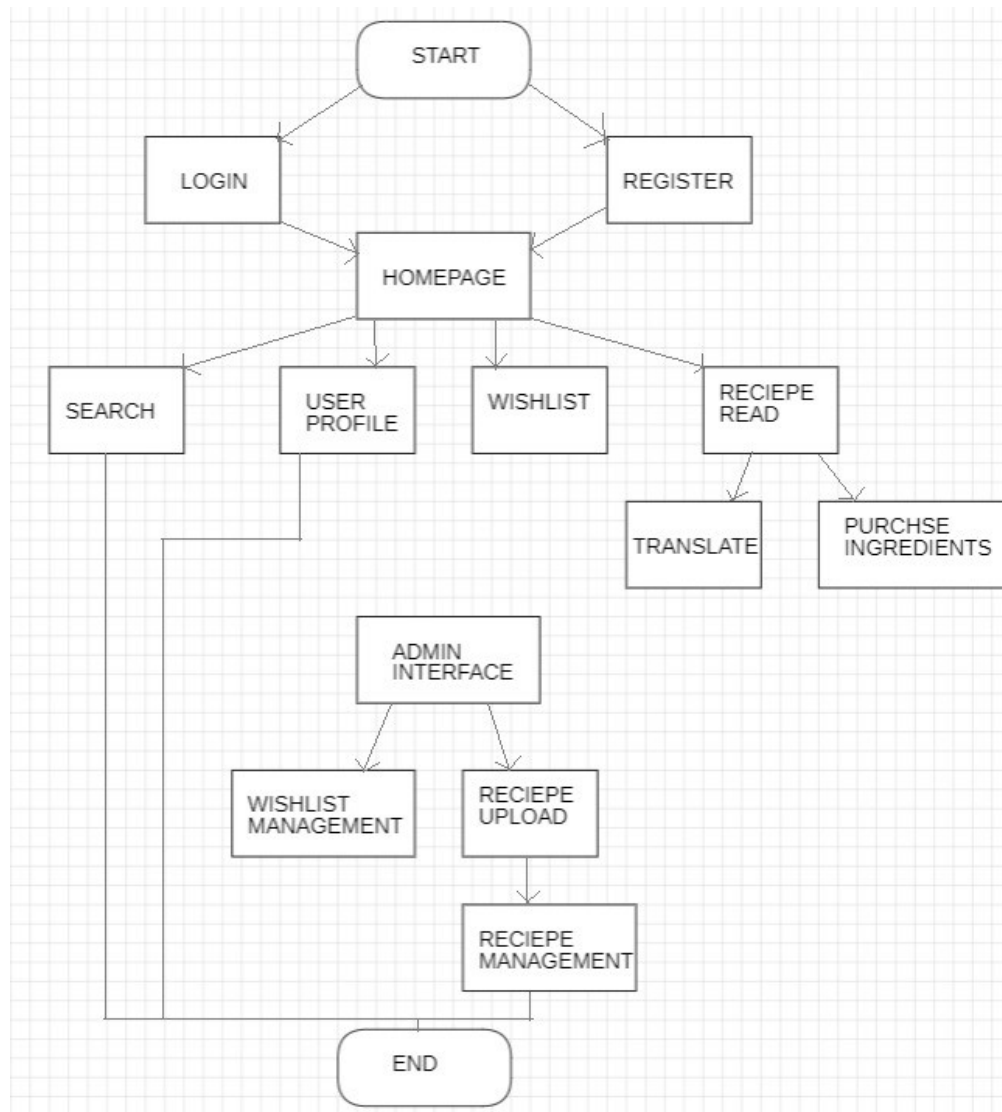 START
LOGIN
REGISTER
HOMEPAGE
SEARCH
USER
PROFILE
WISHLIST
RECIEPE
READ
TRANSLATE
PURCHSE
INGREDIENTS
ADMIN
INTERFACE
WISHLIST
MANAGEMENT
RECIEPE
UPLOAD
RECIEPE
MANAGEMENT
END